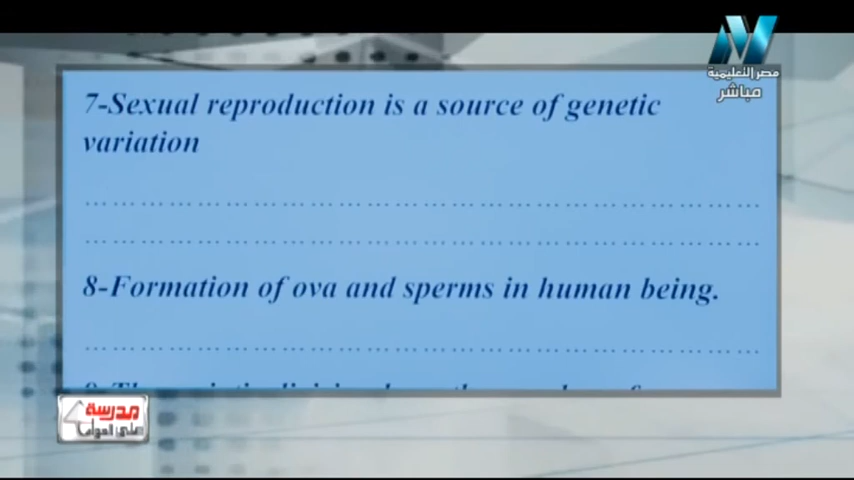 مصر التعليمية
مباشر
7-Sexual reproduction is a source of genetic
variation
………………………………………………………………
………………………………………………………………
8-Formation of ova and sperms in human being.
………………………………………………………………
مدرسة
على الهواء